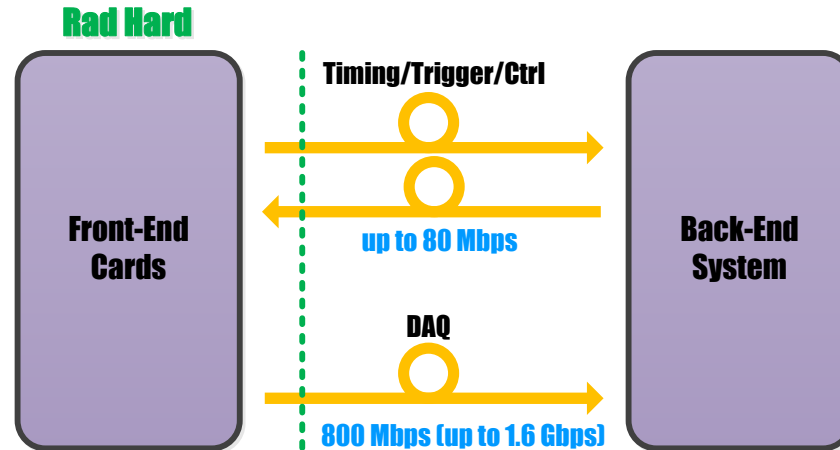 Rad Hard
Timing/Trigger/Ctrl
Front-End
Cards
up to 80 Mbps
Back-End
System
DAQ
800 Mbps (up to 1.6 Gbps)